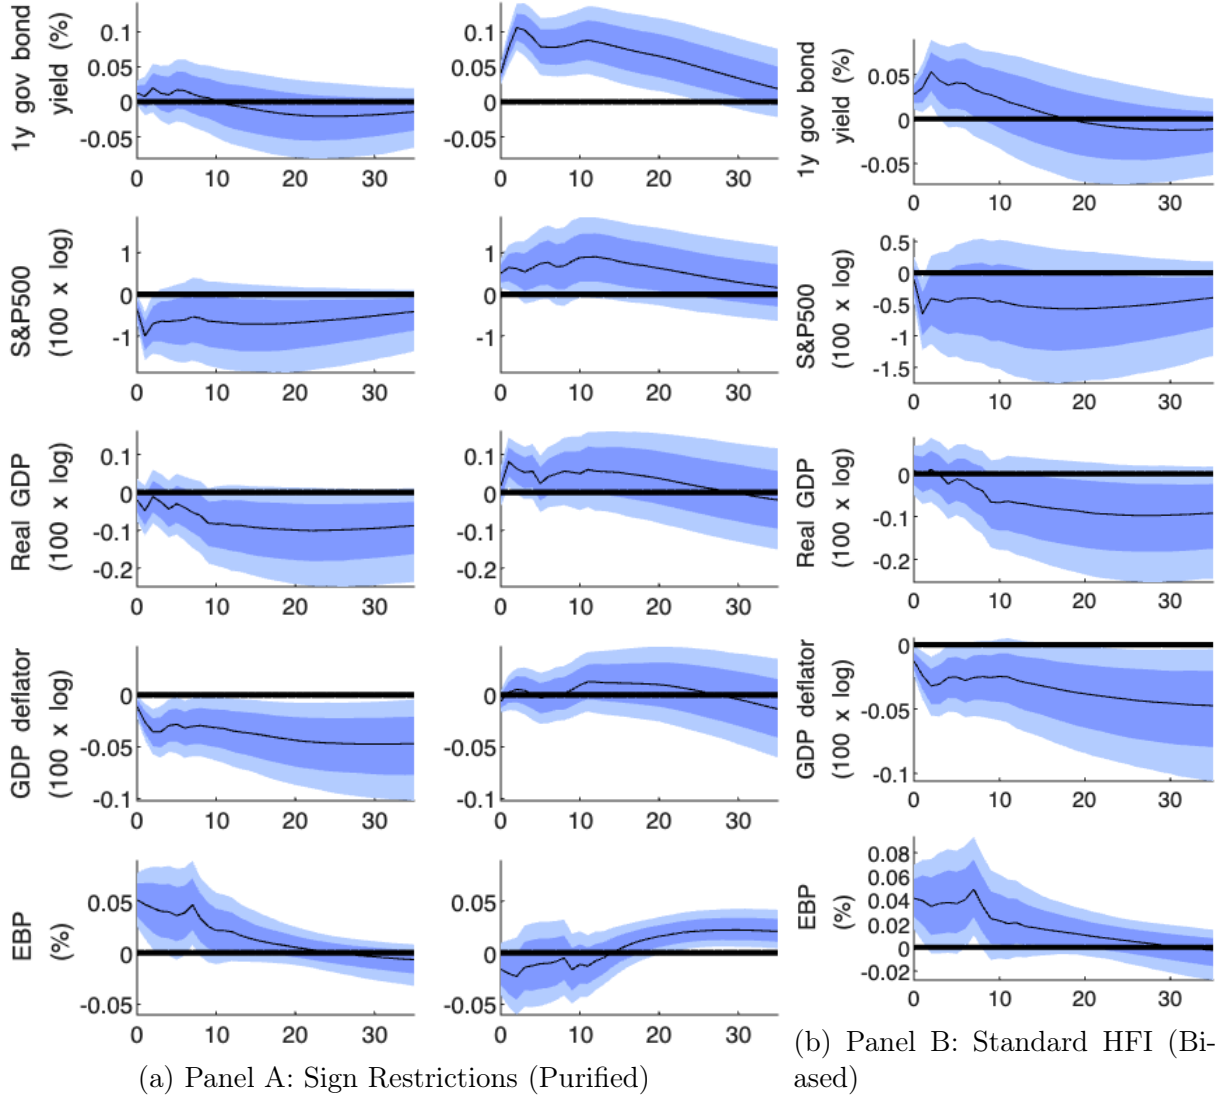 1y gov bond
yield (%)
0.1
0.05
0
-0.05
0 10 20 30
0.1
0.05
0
-0.05
0 10 20 30
1y gov bond
yield (%)
0.05
0
-0.05
0 10 20 30
S&P500
(100 x log)
1
0
-1
0 10 20 30
1
0
-1
0 10 20 30
S&P500
(100 x log)
0.5
0
-0.5
-1
-1.5
0 10 20 30
Real GDP
(100 x log)
0.1
0
-0.1
-0.2
0 10 20 30
0.1
0
-0.1
-0.2
0 10 20 30
Real GDP
(100 x log)
0
-0.1
-0.2
0 10 20 30
GDP deflator
(100 x log)
0
-0.05
-0.1
0 10 20 30
0
-0.05
-0.1
0 10 20 30
GDP deflator
(100 x log)
0
-0.05
-0.1
0 10 20 30
EBP
(%)
0.05
0
-0.05
0 10 20 30
0.05
0
-0.05
0 10 20 30
EBP
(%)
0.08
0.06
0.04
0.02
0
-0.02
0 10 20 30
(a) Panel A: Sign Restrictions (Purified)
(b) Panel B: Standard HFI (Bi-
ased)